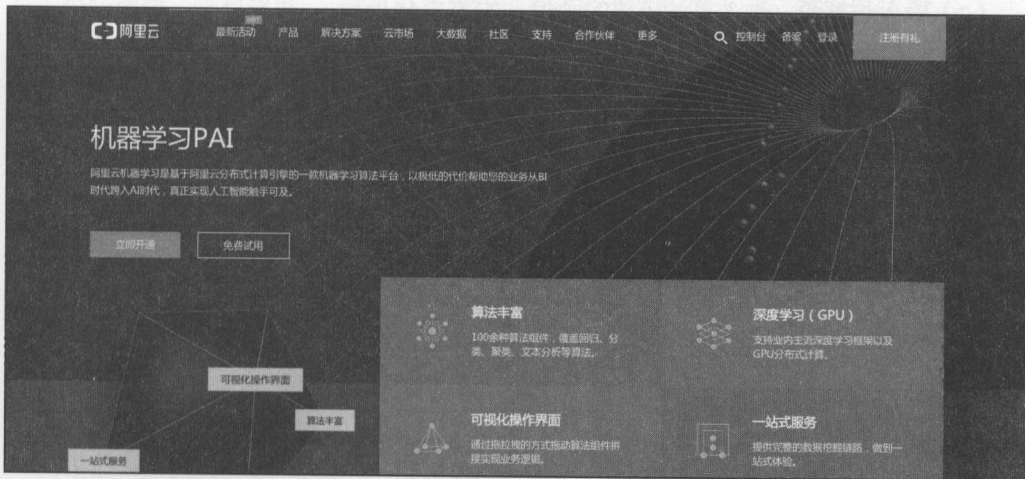 阿里云
HOT
最新活动 产品 解决方案 云市场 大数据 社区 支持 合作伙伴 更多 控制台 备案 登录 注册有礼
机器学习PAI
阿里云机器学习是基于阿里云分布式计算引擎的一款机器学习算法平台，以极低的代价帮助您的业务从BI
时代跨入AI时代，真正实现人工智能触手可及。
立即开通 免费试用
算法丰富
100余种算法组件，覆盖回归、分
类、聚类、文本分析等算法。
深度学习（GPU）
支持业内主流深度学习框架以及
GPU分布式计算。
可视化操作界面
通过拖拉拽的方式拖动算法组件拼
接实现业务逻辑。
一站式服务
提供完整的数据挖掘链路，做到一
站式体验。
可视化操作界面
算法丰富
一站式服务